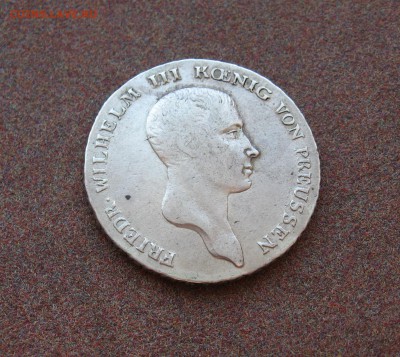 FRIEDR. WILHELM III KŒNIG VON PREUSSEN